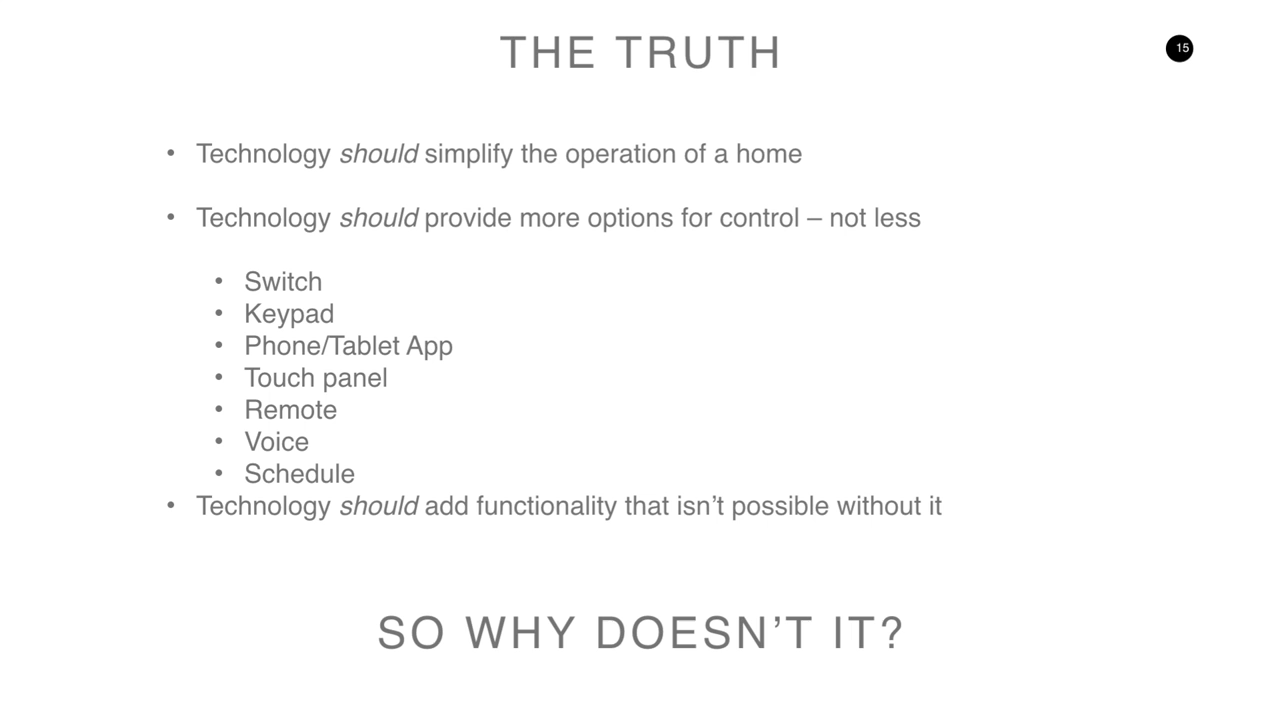 THE TRUTH
15
• Technology should simplify the operation of a home
• Technology should provide more options for control – not less
• Switch
• Keypad
• Phone/Tablet App
• Touch panel
• Remote
• Voice
• Schedule
• Technology should add functionality that isn’t possible without it
SO WHY DOESN’T IT?